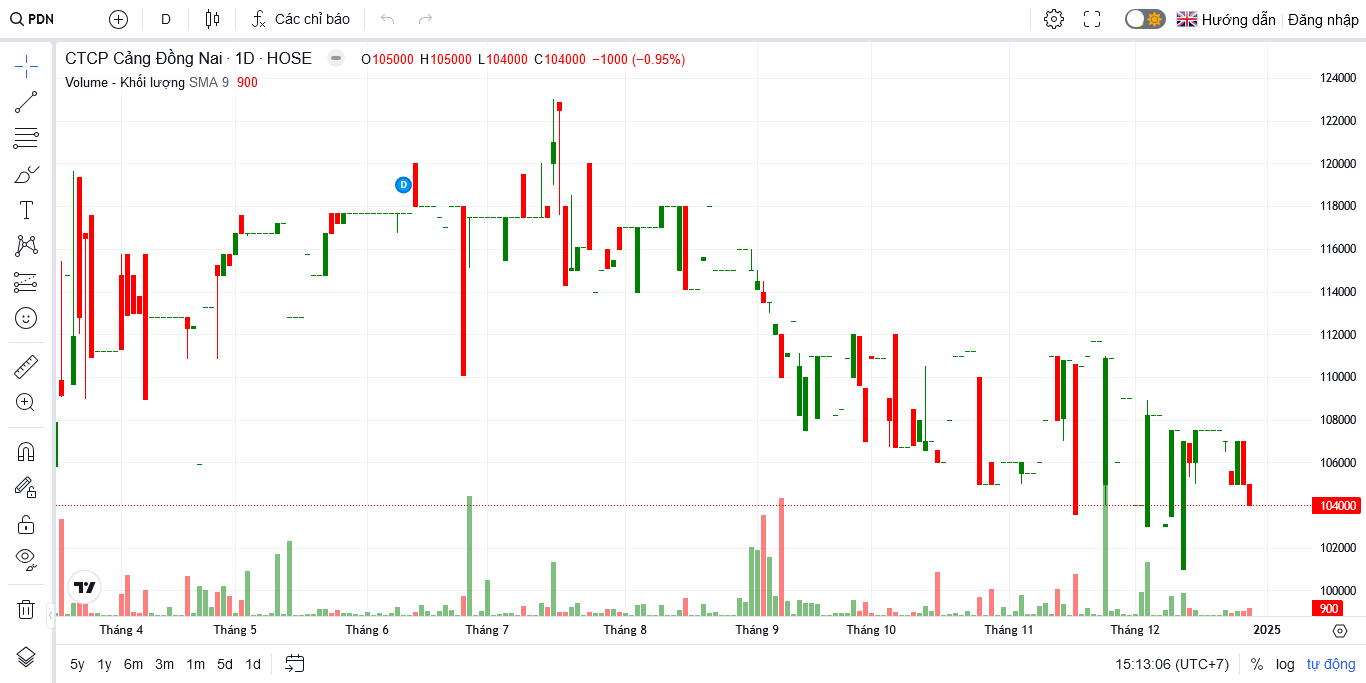 PDN D Các chỉ báo Hướng dẫn Đăng nhập
CTCP Cảng Đồng Nai · 1D · HOSE O105000 H105000 L104000 C104000 −1000 (−0.95%)
Volume - Khối lượng SMA 9 900
124000
122000
120000
D
118000
116000
114000
112000
110000
108000
106000
104000
102000
100000
900
Tháng 4 Tháng 5 Tháng 6 Tháng 7 Tháng 8 Tháng 9 Tháng 10 Tháng 11 Tháng 12 2025
5y 1y 6m 3m 1m 5d 1d 15:13:06 (UTC+7) % log tự động